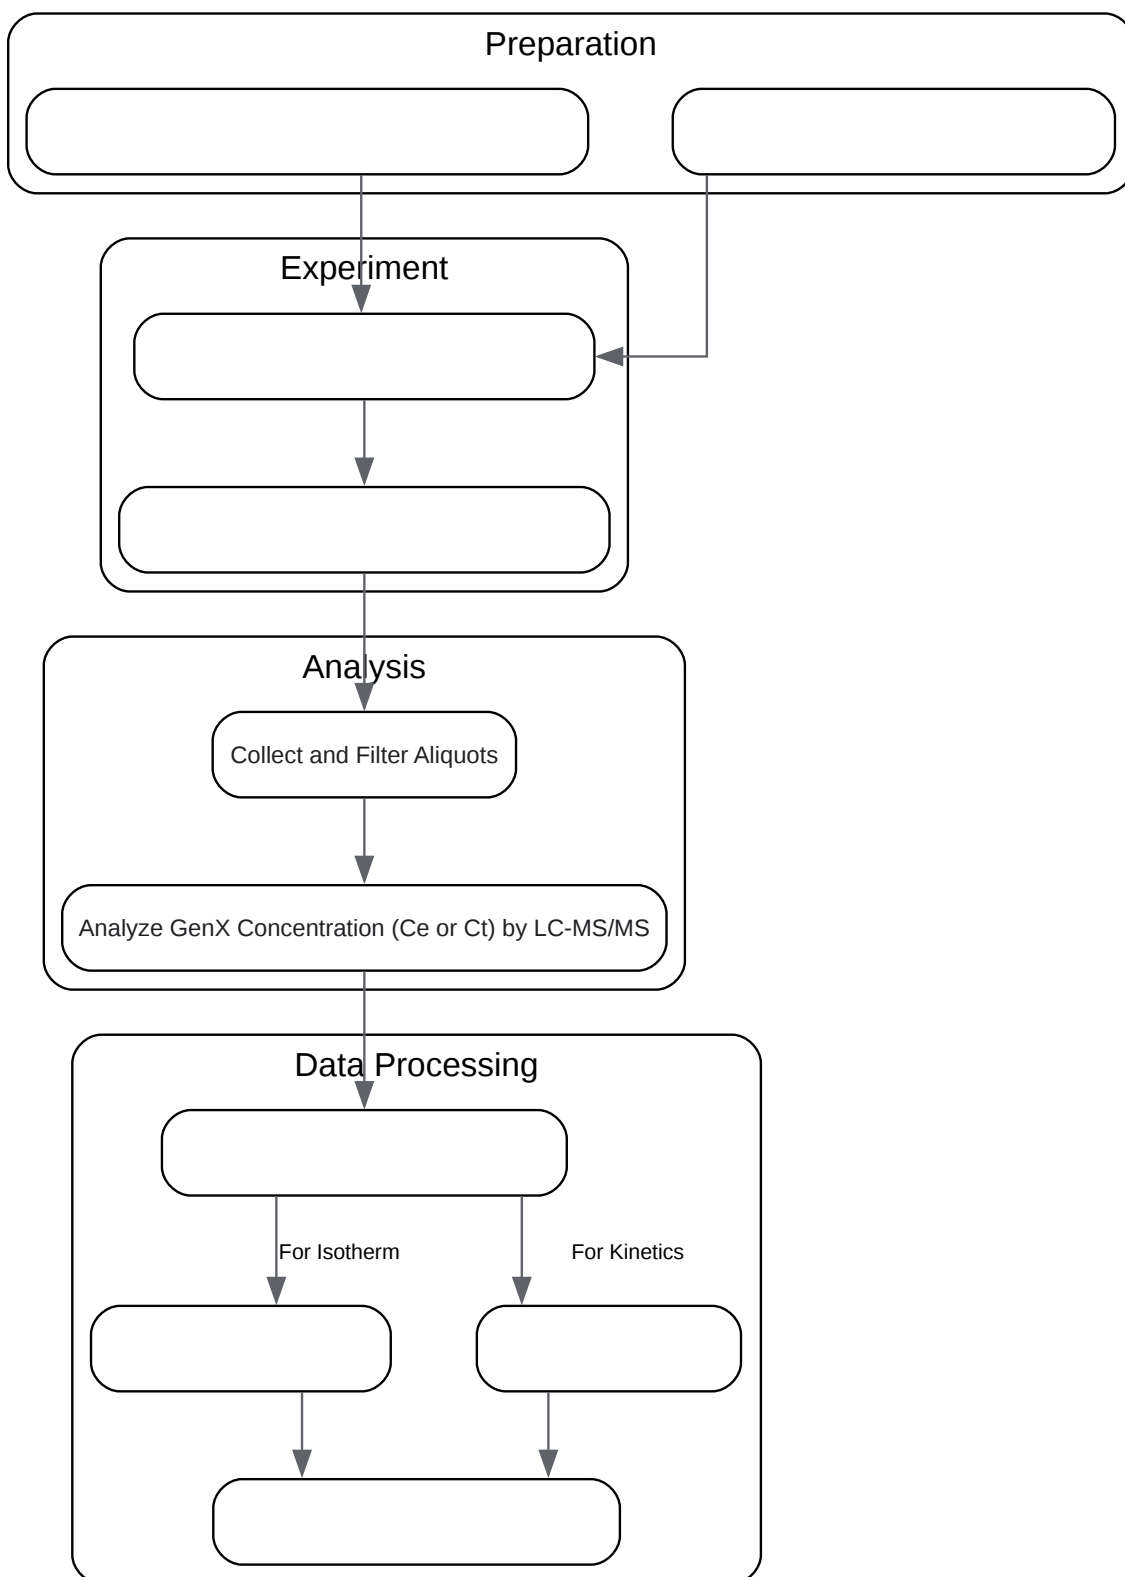 Preparation
Experiment
Analysis
Collect and Filter Aliquots
Analyze GenX Concentration (Ce or Ct) by LC-MS/MS
Data Processing
For Isotherm
For Kinetics